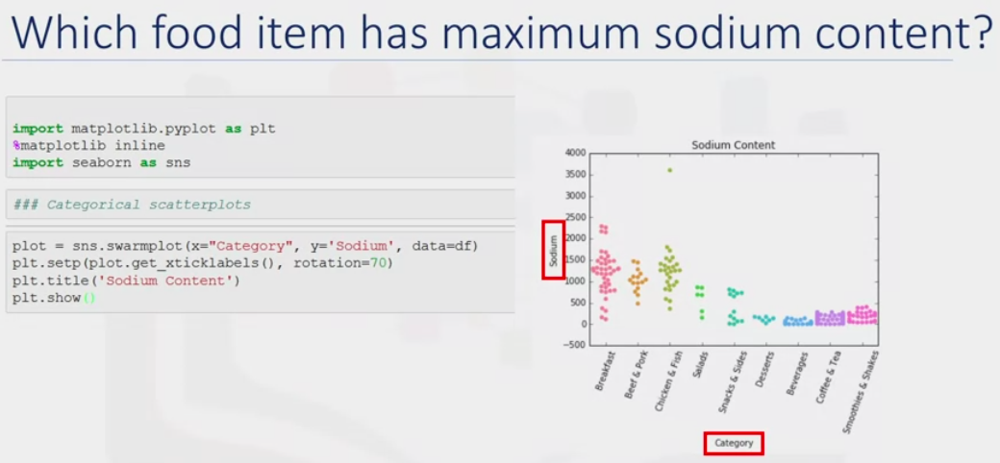 Which food item has maximum sodium content?
import matplotlib.pyplot as plt
%matplotlib inline
import seaborn as sns
### Categorical scatterplots
plot = sns.swarmplot(x="Category", y='Sodium', data=df)
plt.setp(plot.get_xticklabels(), rotation=70)
plt.title('Sodium Content')
plt.show()
Sodium Content
4000
3500
3000
2500
2000
1500
1000
500
0
−500
Sodium
Breakfast
Beef & Pork
Chicken & Fish
Salads
Snacks & Sides
Desserts
Beverages
Coffee & Tea
Smoothies & Shakes
Category